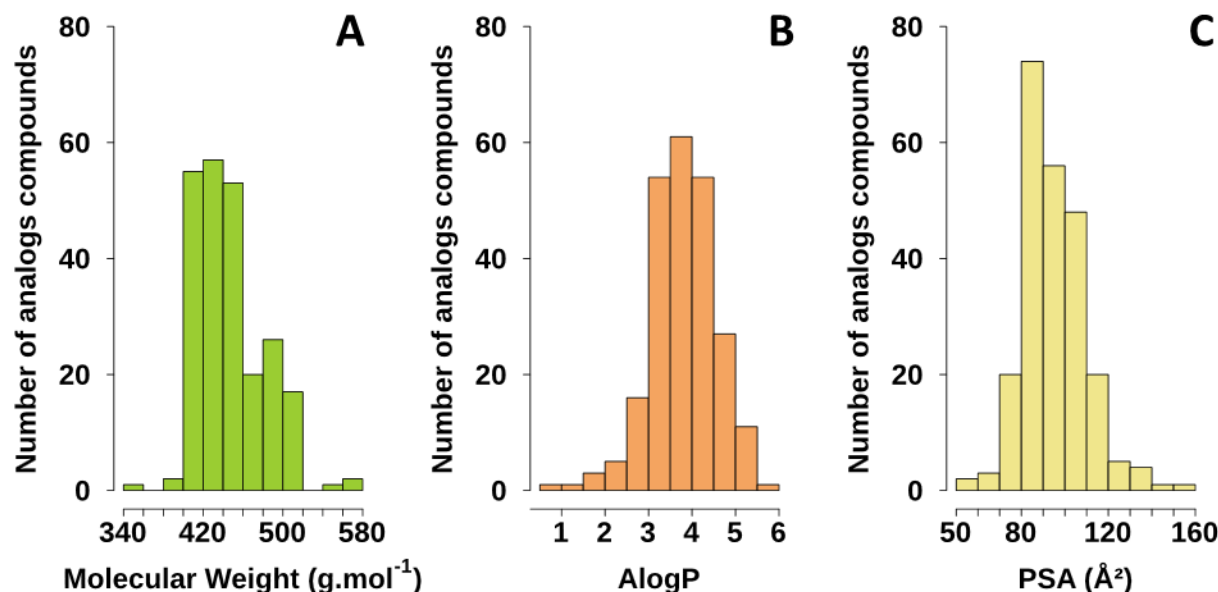 A
Number of analogs compounds
80
60
40
20
0
340 420 500 580
Molecular Weight (g.mol-1)
B
Number of analogs compounds
80
60
40
20
0
1 2 3 4 5 6
AlogP
C
Number of analogs compounds
80
60
40
20
0
50 80 120 160
PSA (Å²)